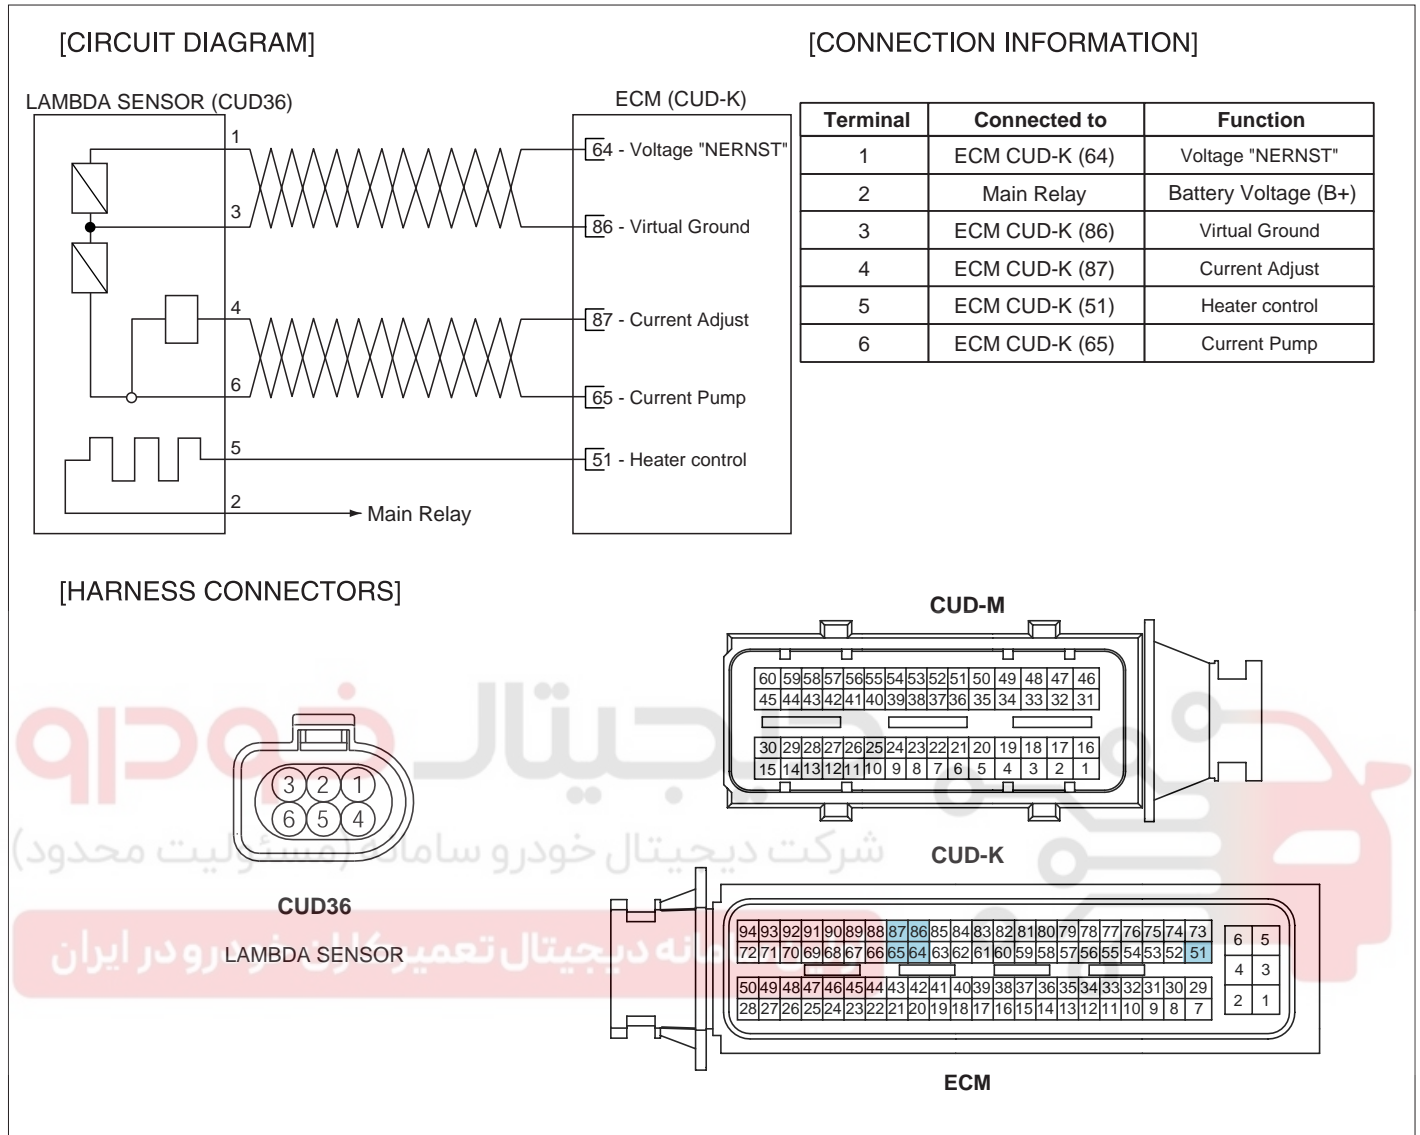 [CIRCUIT DIAGRAM]
LAMBDA SENSOR (CUD36)
ECM (CUD-K)
1
64 - Voltage "NERNST"
3
86 - Virtual Ground
4
87 - Current Adjust
6
65 - Current Pump
5
51 - Heater control
2
Main Relay
[CONNECTION INFORMATION]
Terminal Connected to Function
1 ECM CUD-K (64) Voltage "NERNST"
2 Main Relay Battery Voltage (B+)
3 ECM CUD-K (86) Virtual Ground
4 ECM CUD-K (87) Current Adjust
5 ECM CUD-K (51) Heater control
6 ECM CUD-K (65) Current Pump
[HARNESS CONNECTORS]
3 2 1
6 5 4
CUD36
LAMBDA SENSOR
CUD-M
60 59 58 57 56 55 54 53 52 51 50 49 48 47 46
45 44 43 42 41 40 39 38 37 36 35 34 33 32 31
30 29 28 27 26 25 24 23 22 21 20 19 18 17 16
15 14 13 12 11 10 9 8 7 6 5 4 3 2 1
CUD-K
94 93 92 91 90 89 88 87 86 85 84 83 82 81 80 79 78 77 76 75 74 73
72 71 70 69 68 67 66 65 64 63 62 61 60 59 58 57 56 55 54 53 52 51
50 49 48 47 46 45 44 43 42 41 40 39 38 37 36 35 34 33 32 31 30 29
28 27 26 25 24 23 22 21 20 19 18 17 16 15 14 13 12 11 10 9 8 7
6 5
4 3
2 1
ECM
دیجیتال خودرو
شرکت دیجیتال خودرو سامانه (مسئولیت محدود)
سامانه دیجیتال تعمیرکاران خودرو در ایران